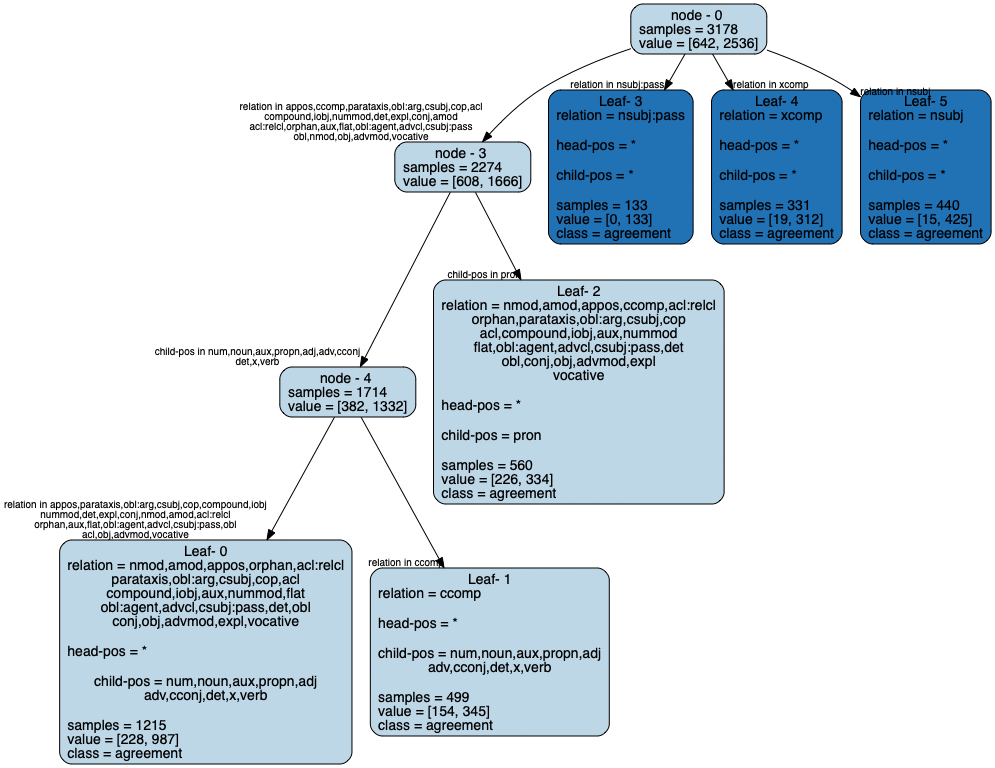 node - 0
samples = 3178
value = [642, 2536]
relation in appos,ccomp,parataxis,obl:arg,csubj,cop,acl
compound,iobj,nummod,det,expl,conj,amod
acl:relcl,orphan,aux,flat,obl:agent,advcl,csubj:pass
obl,nmod,obj,advmod,vocative
relation in nsubj:pass
relation in xcomp
relation in nsubj
node - 3
samples = 2274
value = [608, 1666]
Leaf- 3
relation = nsubj:pass
head-pos = *
child-pos = *
samples = 133
value = [0, 133]
class = agreement
Leaf- 4
relation = xcomp
head-pos = *
child-pos = *
samples = 331
value = [19, 312]
class = agreement
Leaf- 5
relation = nsubj
head-pos = *
child-pos = *
samples = 440
value = [15, 425]
class = agreement
child-pos in num,noun,aux,propn,adj,adv,cconj
det,x,verb
child-pos in pron
node - 4
samples = 1714
value = [382, 1332]
Leaf- 2
relation = nmod,amod,appos,ccomp,acl:relcl
orphan,parataxis,obl:arg,csubj,cop
acl,compound,iobj,aux,nummod
flat,obl:agent,advcl,csubj:pass,det
obl,conj,obj,advmod,expl
vocative
head-pos = *
child-pos = pron
samples = 560
value = [226, 334]
class = agreement
relation in appos,parataxis,obl:arg,csubj,cop,compound,iobj
nummod,det,expl,conj,nmod,amod,acl:relcl
orphan,aux,flat,obl:agent,advcl,csubj:pass,obl
acl,obj,advmod,vocative
relation in ccomp
Leaf- 0
relation = nmod,amod,appos,orphan,acl:relcl
parataxis,obl:arg,csubj,cop,acl
compound,iobj,aux,nummod,flat
obl:agent,advcl,csubj:pass,det,obl
conj,obj,advmod,expl,vocative
head-pos = *
child-pos = num,noun,aux,propn,adj
adv,cconj,det,x,verb
samples = 1215
value = [228, 987]
class = agreement
Leaf- 1
relation = ccomp
head-pos = *
child-pos = num,noun,aux,propn,adj
adv,cconj,det,x,verb
samples = 499
value = [154, 345]
class = agreement